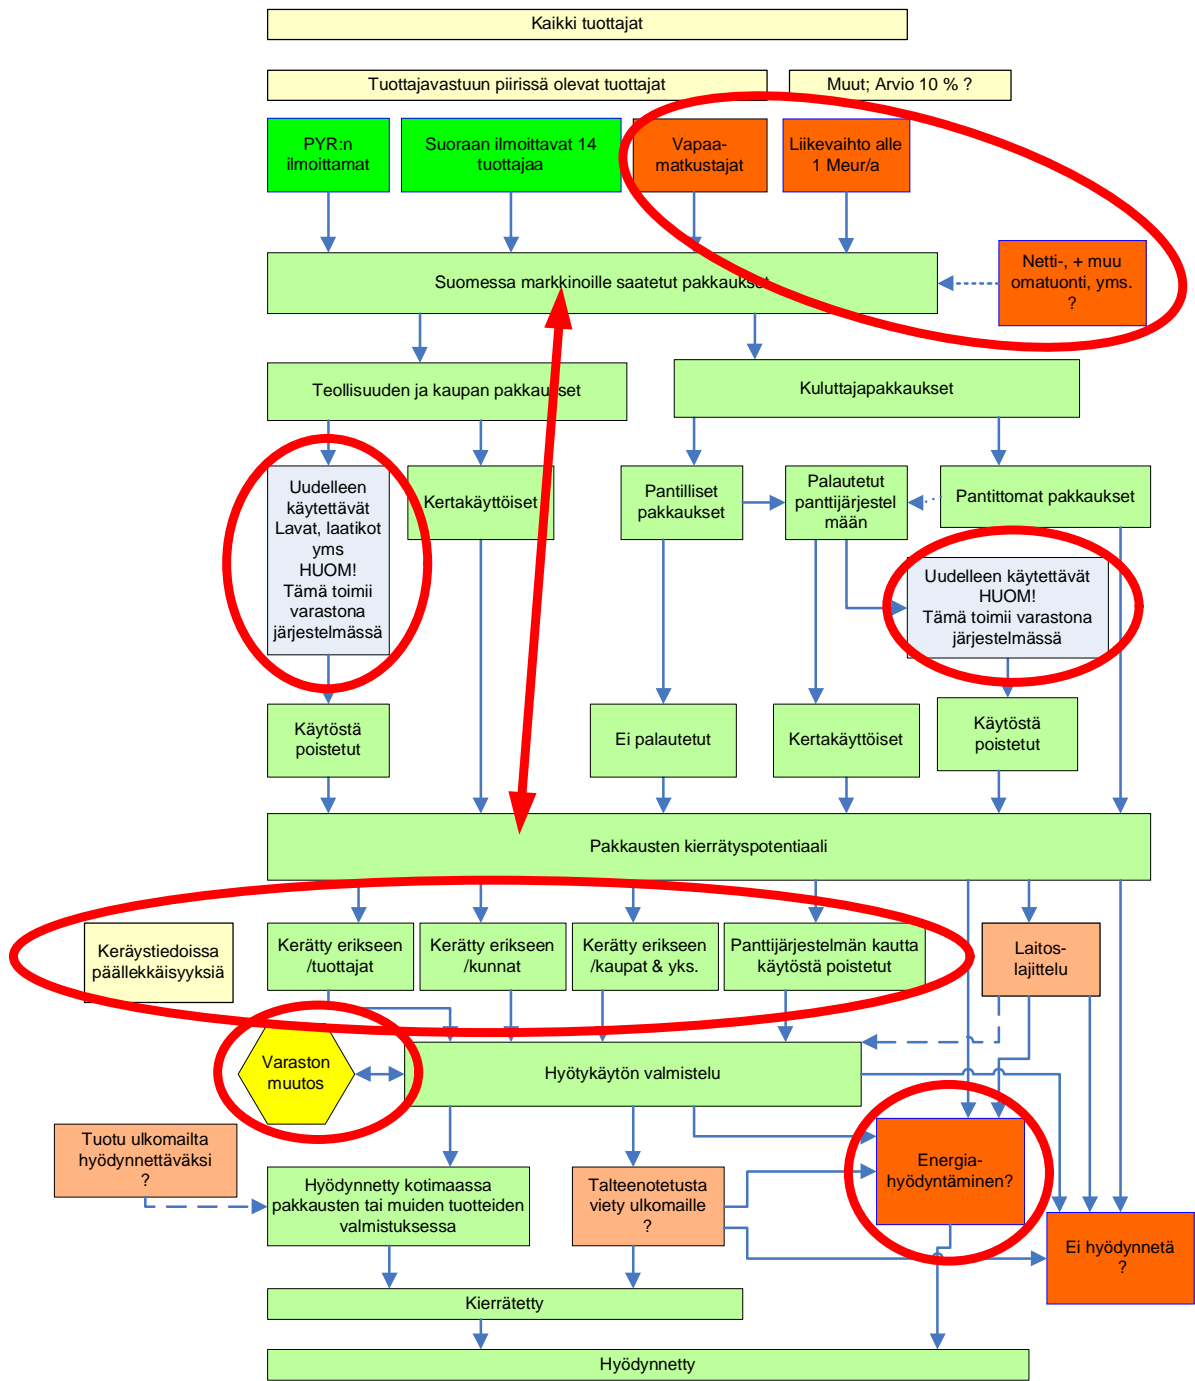 Kaikki tuottajat
Tuottajavastuun piirissä olevat tuottajat
Muut; Arvio 10 % ?
PYR:n
ilmoittamat
Suoraan ilmoittavat 14
tuottajaa
Vapaa-
matkustajat
Liikevaihto alle
1 Meur/a
Netti-, + muu
omatuonti, yms.
?
Suomessa markkinoille saatetut pakkaukset
Teollisuuden ja kaupan pakkaukset
Kuluttajapakkaukset
Uudelleen
käytettävät
Lavat, laatikot
yms
HUOM!
Tämä toimii
varastona
järjestelmässä
Kertakäyttöiset
Pantilliset
pakkaukset
Palautetut
panttijärjestel
mään
Pantittomat pakkaukset
Uudelleen käytettävät
HUOM!
Tämä toimii varastona
järjestelmässä
Käytöstä
poistetut
Ei palautetut
Kertakäyttöiset
Käytöstä
poistetut
Pakkausten kierrätyspotentiaali
Keräystiedoissa
päällekkäisyyksiä
Kerätty erikseen
/tuottajat
Kerätty erikseen
/kunnat
Kerätty erikseen
/kaupat & yks.
Panttijärjestelmän kautta
käytöstä poistetut
Laitos-
lajittelu
Varaston
muutos
Hyötykäytön valmistelu
Tuotu ulkomailta
hyödynnettäväksi
?
Hyödynnetty kotimaassa
pakkausten tai muiden tuotteiden
valmistuksessa
Talteenotetusta
viety ulkomaille
?
Energia-
hyödyntäminen?
Ei hyödynnetä
?
Kierrätetty
Hyödynnetty